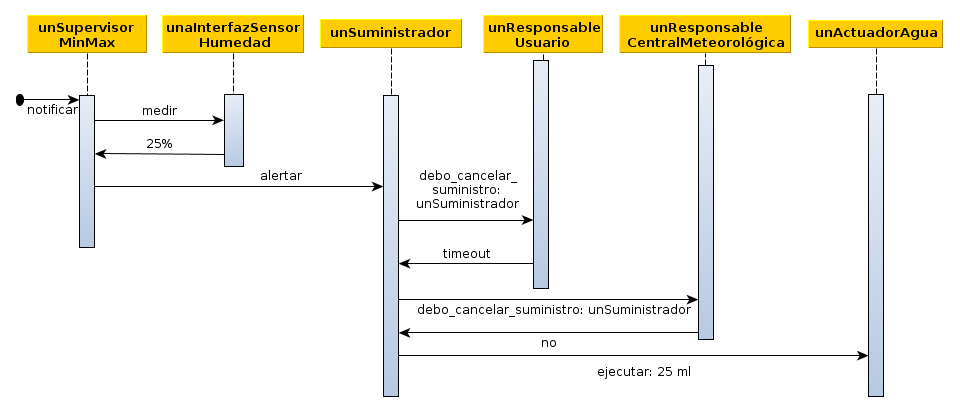 unSupervisor
MinMax
unaInterfazSensor
Humedad
unSuministrador
unResponsable
Usuario
unResponsable
CentralMeteorológica
unActuadorAgua
notificar
medir
25%
alertar
debo_cancelar_
suministro:
unSuministrador
timeout
debo_cancelar_suministro: unSuministrador
no
ejecutar: 25 ml